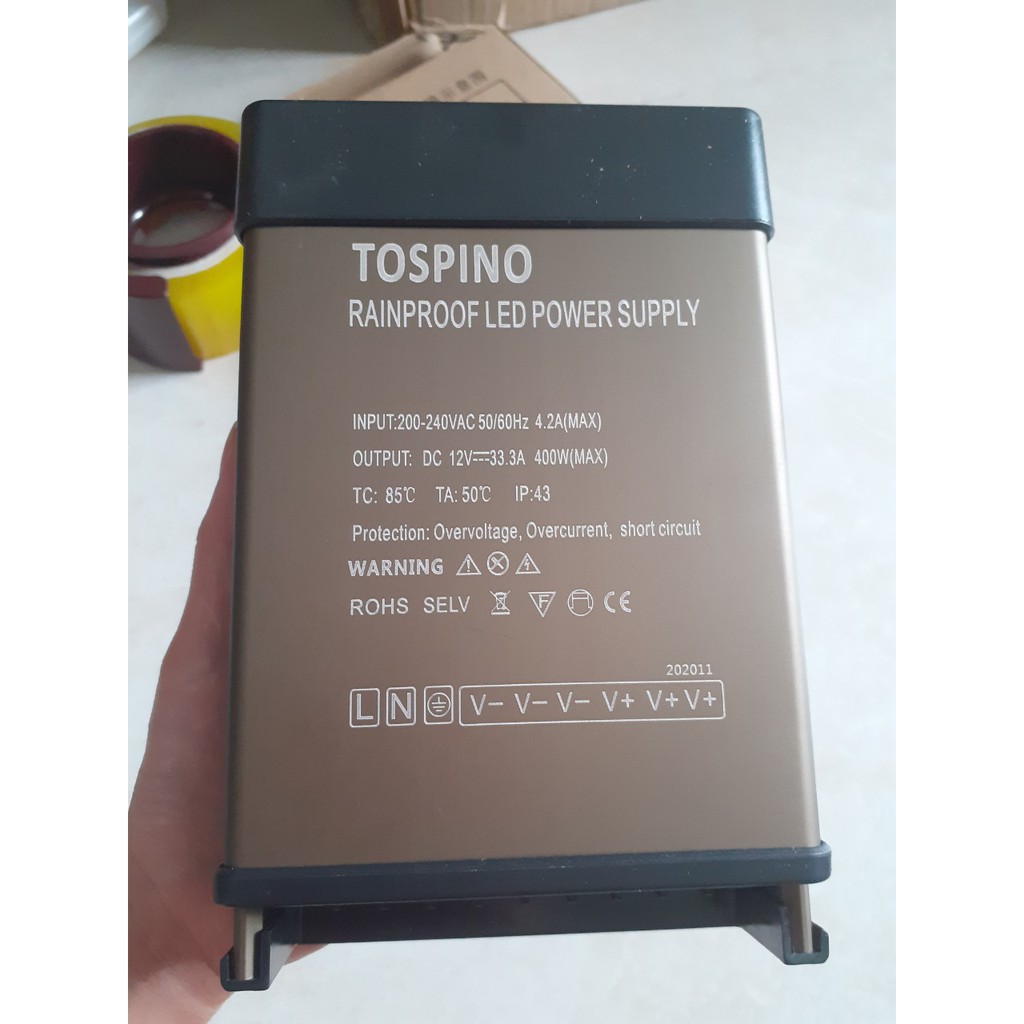 TOSPINO
RAINPROOF LED POWER SUPPLY
INPUT:200-240VAC 50/60Hz 4.2A(MAX)
OUTPUT: DC 12V⎓33.3A 400W(MAX)
TC: 85℃ TA: 50℃ IP:43
Protection: Overvoltage, Overcurrent, short circuit
WARNING
ROHS SELV F CE
202011
L N V- V- V- V+ V+ V+